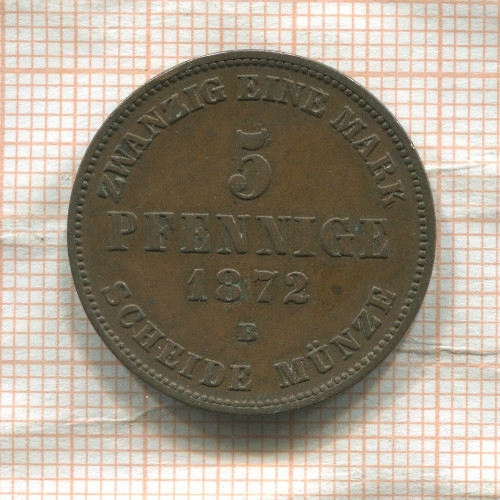 ZWANZIG EINE MARK
5
PFENNIGE
1872
B
SCHEIDE MÜNZE